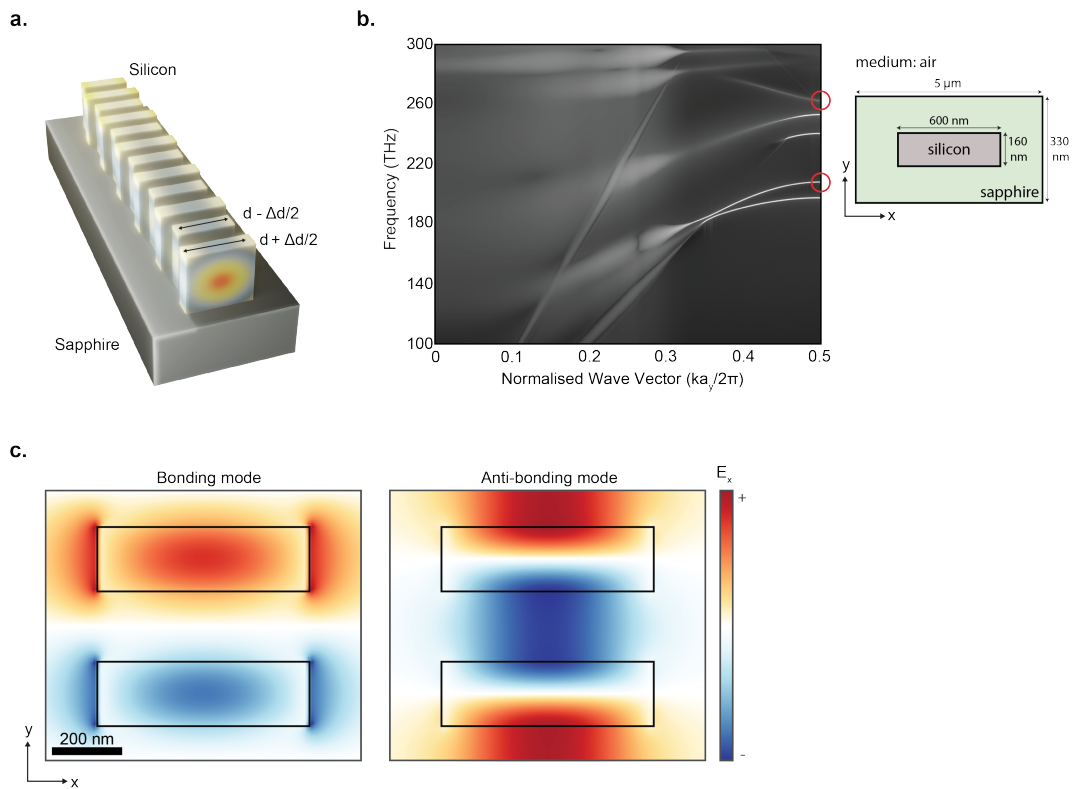 a.
Silicon
d - Δd/2
d + Δd/2
Sapphire
b.
300
260
220
180
140
100
Frequency (THz)
0 0.1 0.2 0.3 0.4 0.5
Normalised Wave Vector (ka_y/2π)
medium: air
5 μm
600 nm
silicon
160
nm
330
nm
sapphire
y
x
c.
Bonding mode
Anti-bonding mode
E_x
+
-
200 nm
y
x